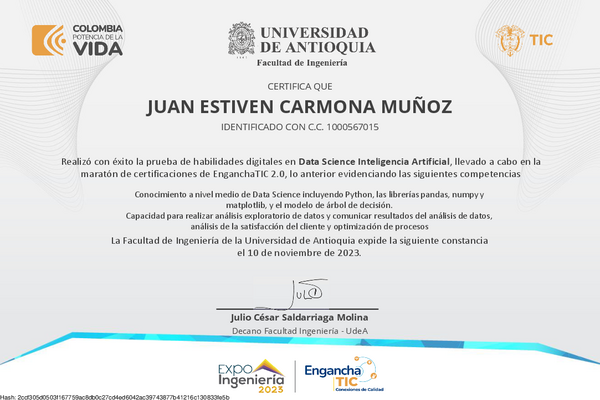 COLOMBIA
POTENCIA DE LA
VIDA
UNIVERSIDAD
DE ANTIOQUIA
1803
Facultad de Ingeniería
TIC
CERTIFICA QUE
JUAN ESTIVEN CARMONA MUÑOZ
IDENTIFICADO CON C.C. 1000567015
Realizó con éxito la prueba de habilidades digitales en Data Science Inteligencia Artificial, llevado a cabo en la
maratón de certificaciones de EnganchaTIC 2.0, lo anterior evidenciando las siguientes competencias
Conocimiento a nivel medio de Data Science incluyendo Python, las librerías pandas, numpy y
matplotlib, y el modelo de árbol de decisión.
Capacidad para realizar análisis exploratorio de datos y comunicar resultados del análisis de datos,
análisis de la satisfacción del cliente y optimización de procesos
La Facultad de Ingeniería de la Universidad de Antioquia expide la siguiente constancia
el 10 de noviembre de 2023.
Julio César Saldarriaga Molina
Decano Facultad Ingeniería - UdeA
EXPO
Ingeniería
2023
Engancha
TIC
Conexiones de Calidad
Hash: 2cd305d0503f167759ac8db0c27cd4ed6042ac39743877b41216c130833fe5b